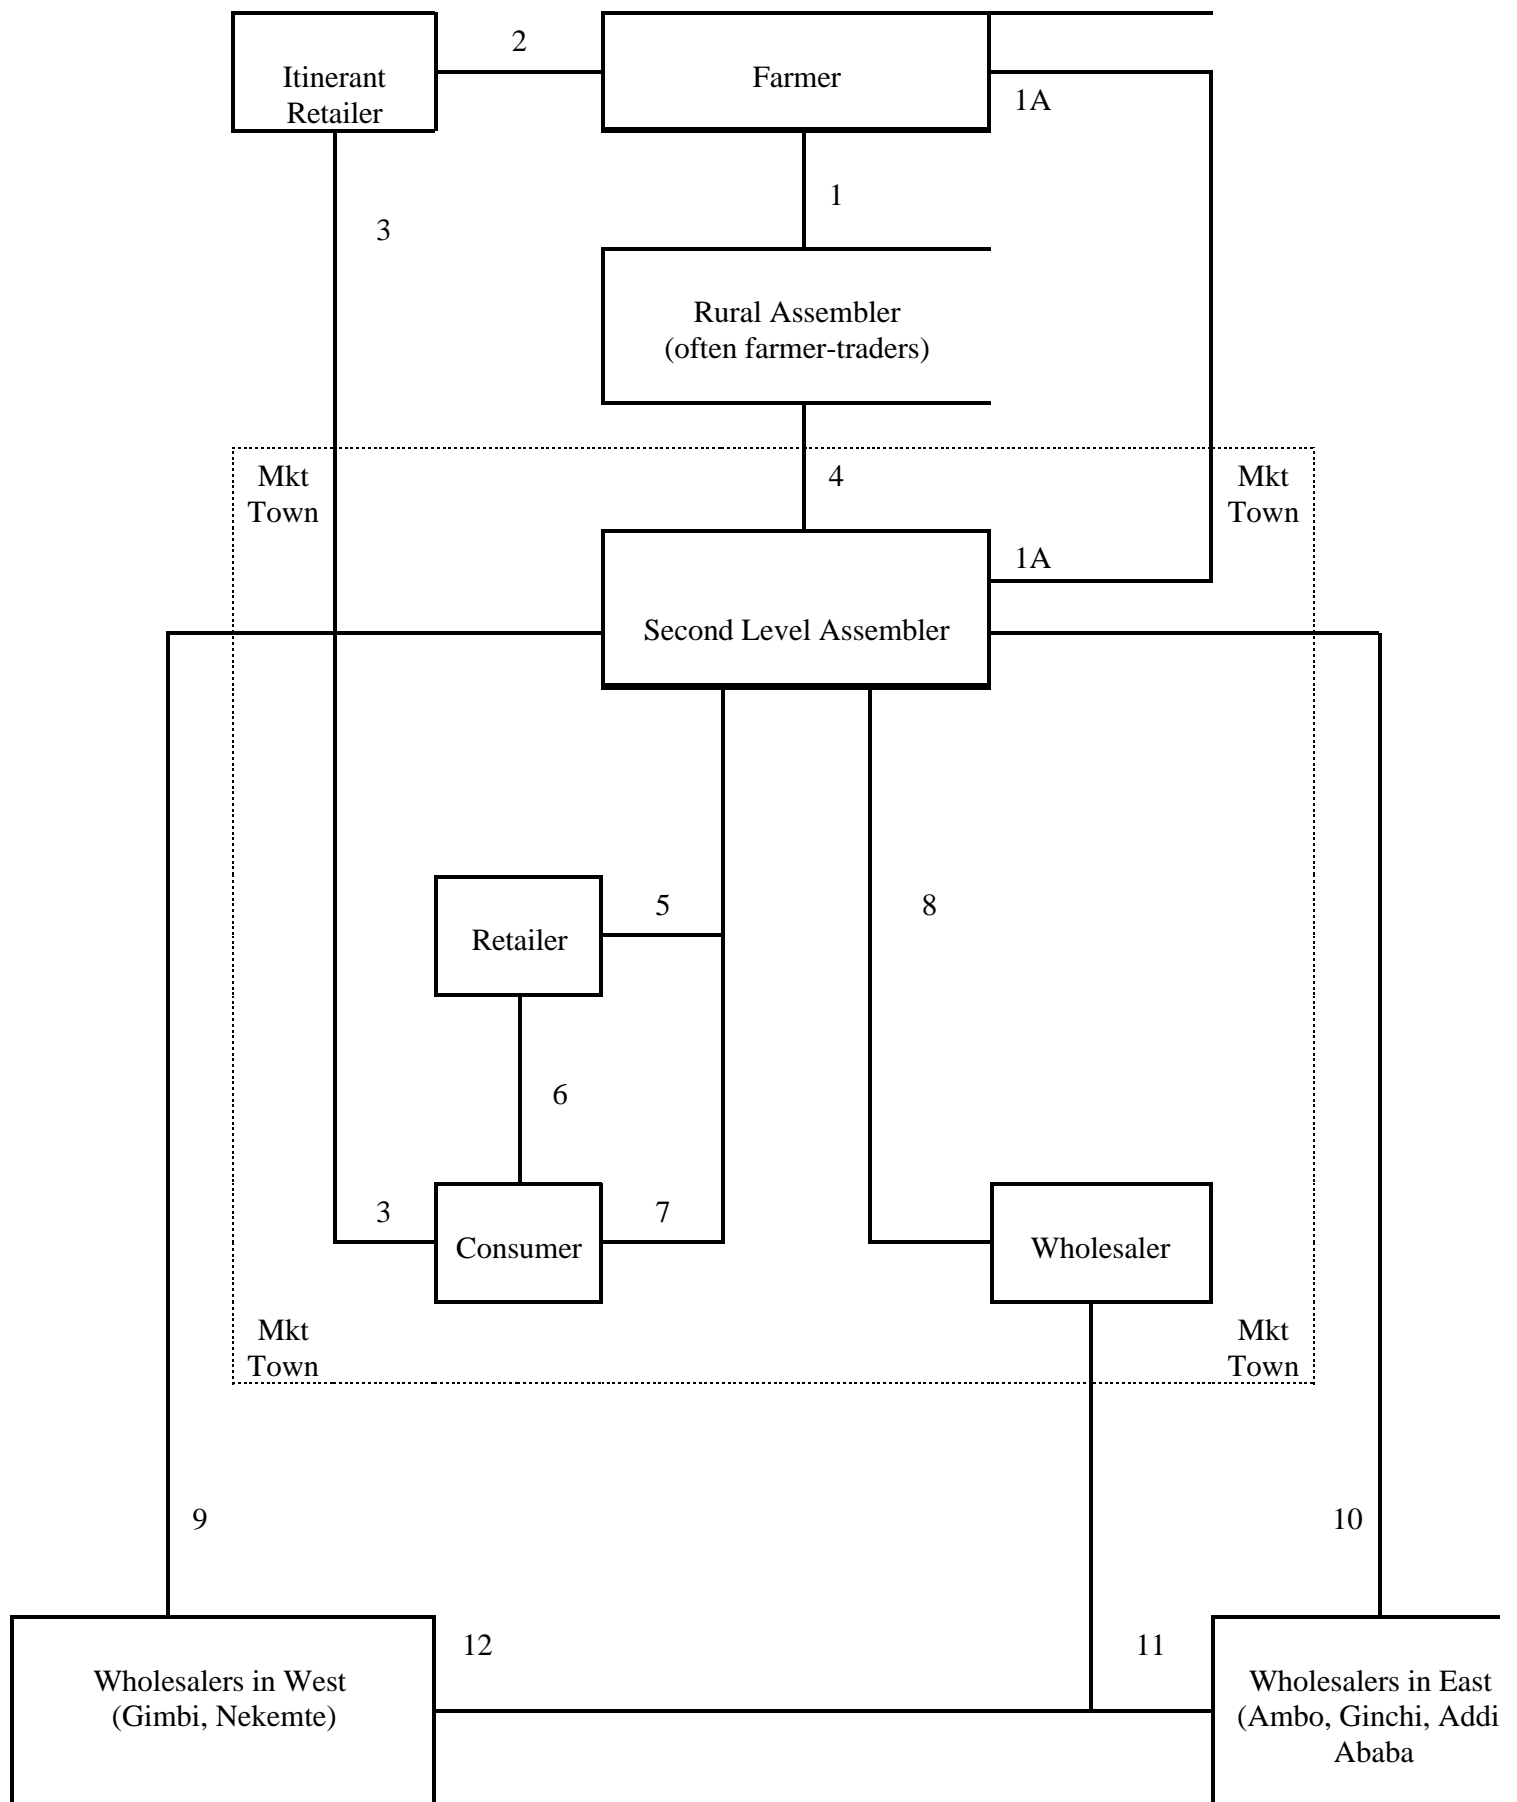 2
Itinerant
Retailer
Farmer
1A
1
3
Rural Assembler
(often farmer-traders)
Mkt
Town
4
Mkt
Town
1A
Second Level Assembler
5
8
Retailer
6
3
7
Consumer
Wholesaler
Mkt
Town
Mkt
Town
9
10
12
11
Wholesalers in West
(Gimbi, Nekemte)
Wholesalers in East
(Ambo, Ginchi, Addi
Ababa